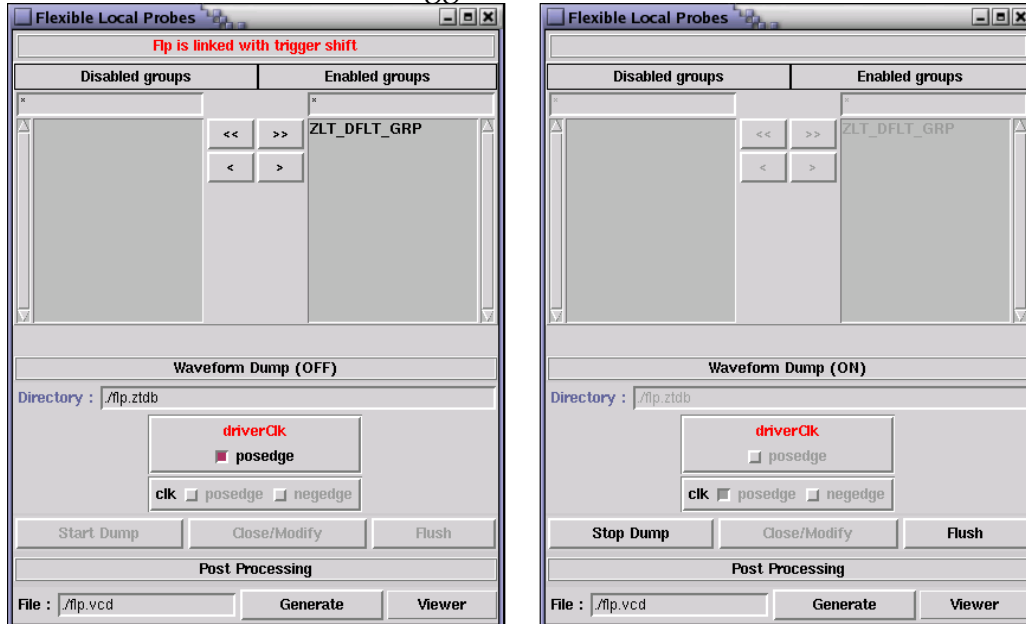 Flexible Local Probes
Flp is linked with trigger shift
Disabled groups Enabled groups
* *
<< >> ZLT_DFLT_GRP
< >
Waveform Dump (OFF)
Directory : ./flp.ztdb
driverClk
posedge
clk posedge negedge
Start Dump Close/Modify Flush
Post Processing
File : ./flp.vcd Generate Viewer
Flexible Local Probes
Disabled groups Enabled groups
* *
<< >> ZLT_DFLT_GRP
< >
Waveform Dump (ON)
Directory : ./flp.ztdb
driverClk
posedge
clk posedge negedge
Stop Dump Close/Modify Flush
Post Processing
File : ./flp.vcd Generate Viewer